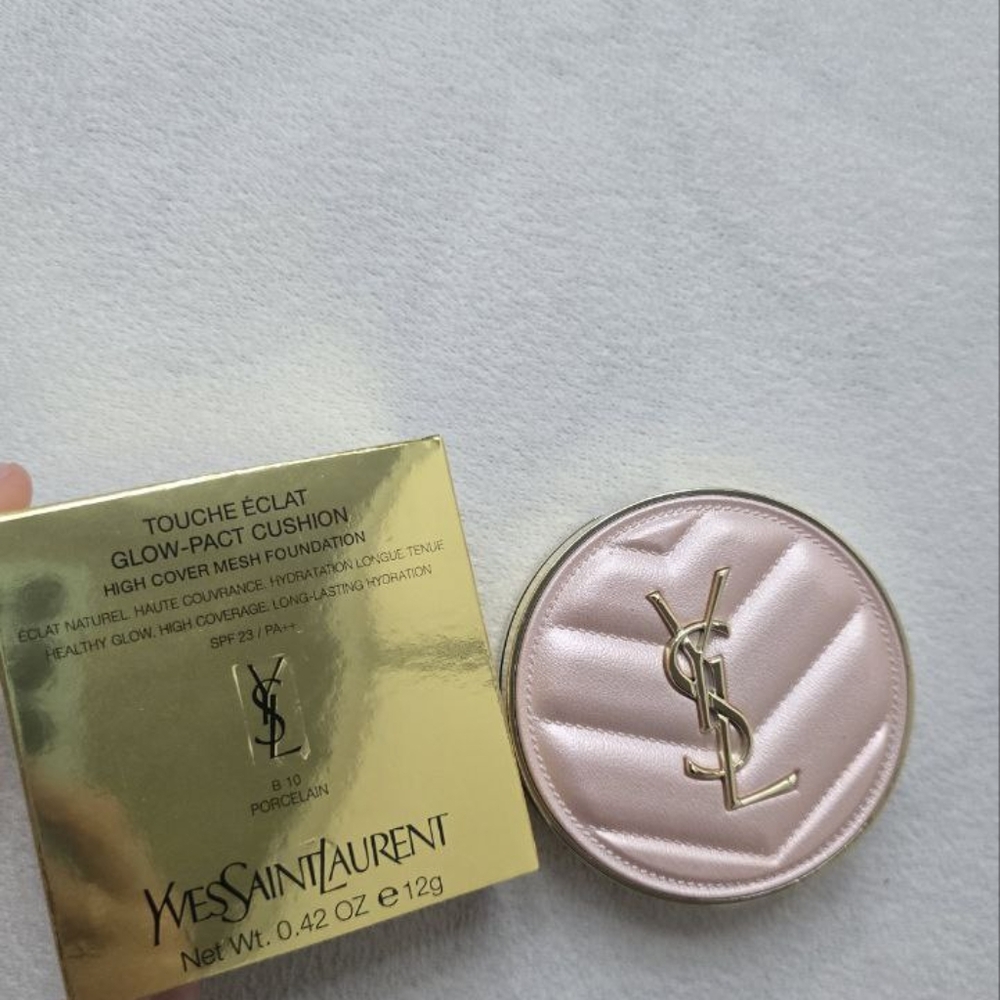 TOUCHE ÉCLAT
GLOW-PACT CUSHION
HIGH COVER MESH FOUNDATION
ÉCLAT NATUREL. HAUTE COUVRANCE. HYDRATATION LONGUE TENUE
HEALTHY GLOW. HIGH COVERAGE. LONG-LASTING HYDRATION
SPF 23 / PA++
YSL
B 10
PORCELAIN
YVESSAINTLAURENT
Net Wt. 0.42 OZ e 12g
YSL